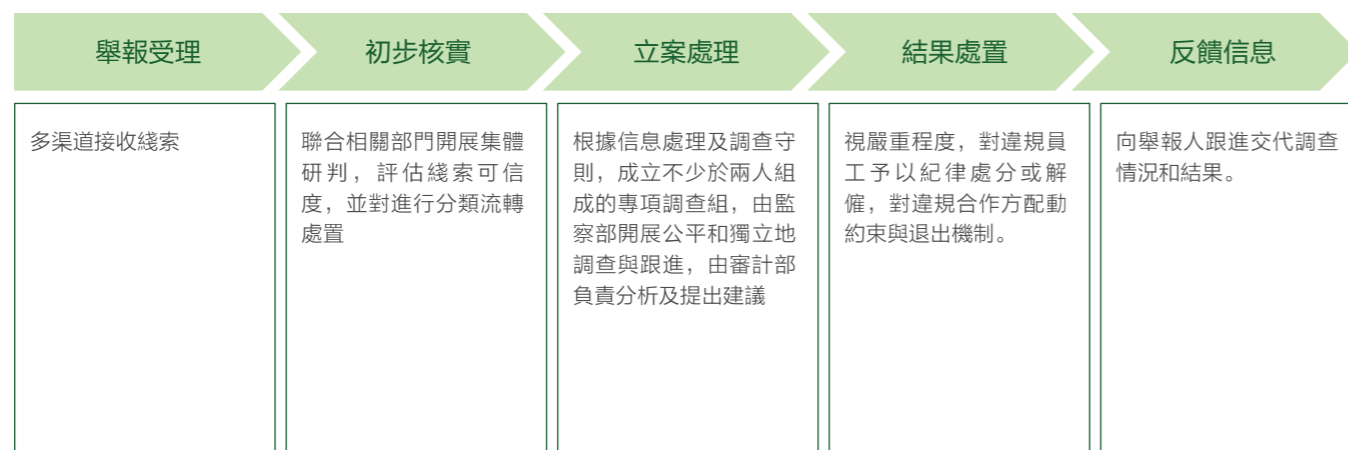 舉報受理
初步核實
立案處理
結果處置
反饋信息
多渠道接收綫索
聯合相關部門開展集體
研判，評估綫索可信
度，並對進行分類流轉
處置
根據信息處理及調查守
則，成立不少於兩人組
成的專項調查組，由監
察部開展公平和獨立地
調查與跟進，由審計部
負責分析及提出建議
視嚴重程度，對違規員
工予以紀律處分或解
僱，對違規合作方配動
約束與退出機制。
向舉報人跟進交代調查
情況和結果。